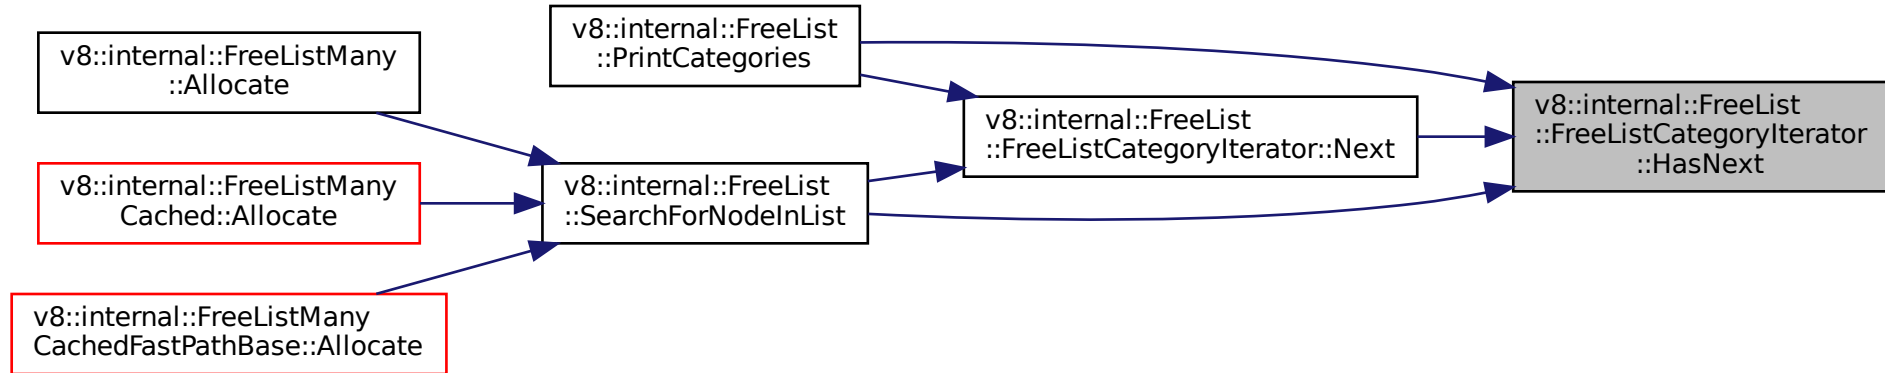 v8::internal::FreeListMany
::Allocate
v8::internal::FreeListMany
Cached::Allocate
v8::internal::FreeListMany
CachedFastPathBase::Allocate
v8::internal::FreeList
::PrintCategories
v8::internal::FreeList
::SearchForNodeInList
v8::internal::FreeList
::FreeListCategoryIterator::Next
v8::internal::FreeList
::FreeListCategoryIterator
::HasNext